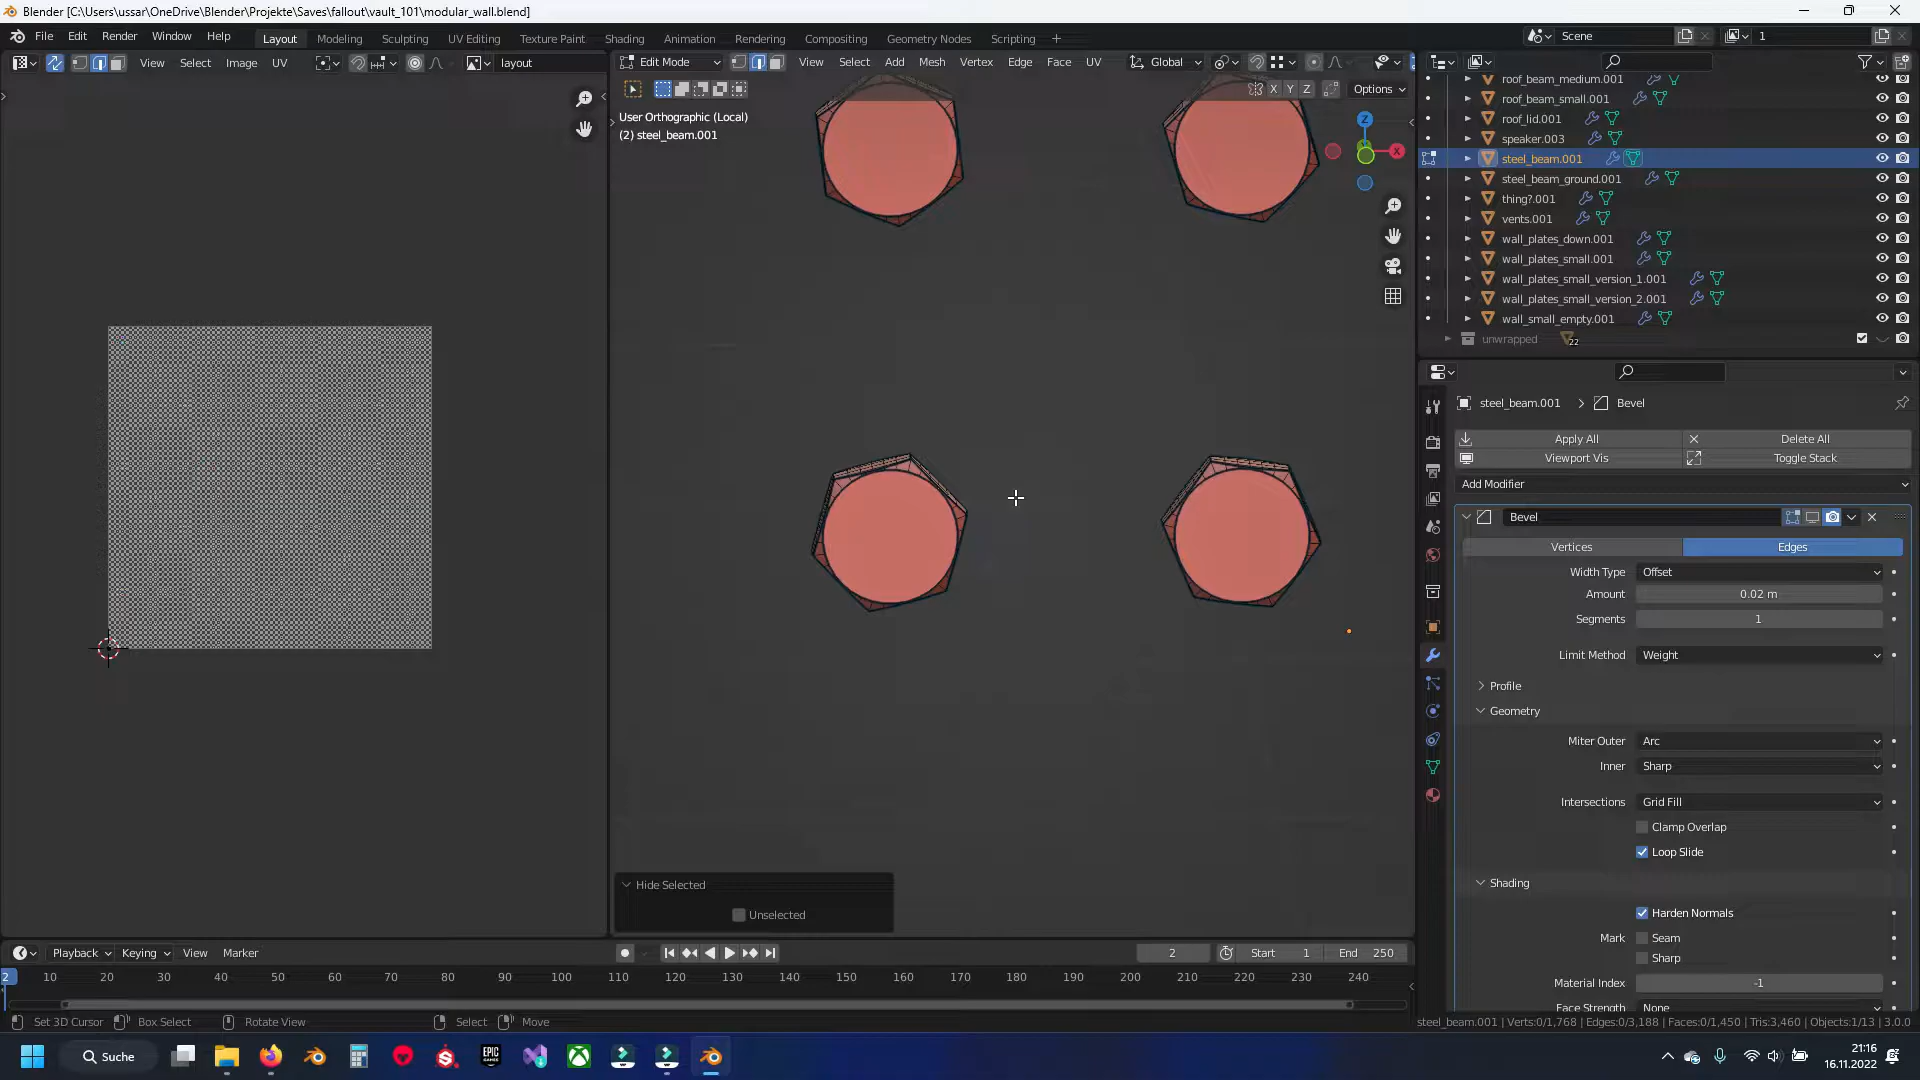 Blender [C:\Users\ussar\OneDrive\Blender\Projekte\Saves\fallout\vault_101\modular_wall.blend]
File Edit Render Window Help Layout Modeling Sculpting UV Editing Texture Paint Shading Animation Rendering Compositing Geometry Nodes Scripting + Scene 1
View Select Image UV layout Edit Mode View Select Add Mesh Vertex Edge Face UV Global
X Y Z Options
User Orthographic (Local)
(2) steel_beam.001
Z
X
roof_beam_medium.001
roof_beam_small.001
roof_lid.001
speaker.003
steel_beam.001
steel_beam_ground.001
thing?.001
vents.001
wall_plates_down.001
wall_plates_small.001
wall_plates_small_version_1.001
wall_plates_small_version_2.001
wall_small_empty.001
unwrapped 22
steel_beam.001 > Bevel
Apply All Delete All
Viewport Vis Toggle Stack
Add Modifier
Bevel
Vertices Edges
Width Type Offset
Amount 0.02 m
Segments 1
Limit Method Weight
Profile
Geometry
Miter Outer Arc
Inner Sharp
Intersections Grid Fill
Clamp Overlap
Loop Slide
Shading
Harden Normals
Mark Seam
Sharp
Material Index -1
Face Strength None
Hide Selected
Unselected
Playback Keying View Marker 2 Start 1 End 250
2 10 20 30 40 50 60 70 80 90 100 110 120 130 140 150 160 170 180 190 200 210 220 230 240
Set 3D Cursor Box Select Rotate View Select Move steel_beam.001 | Verts:0/1,768 | Edges:0/3,188 | Faces:0/1,450 | Tris:3,460 | Objects:1/13 | 3.0.0
Suche EPIC GAMES 21:16
16.11.2022